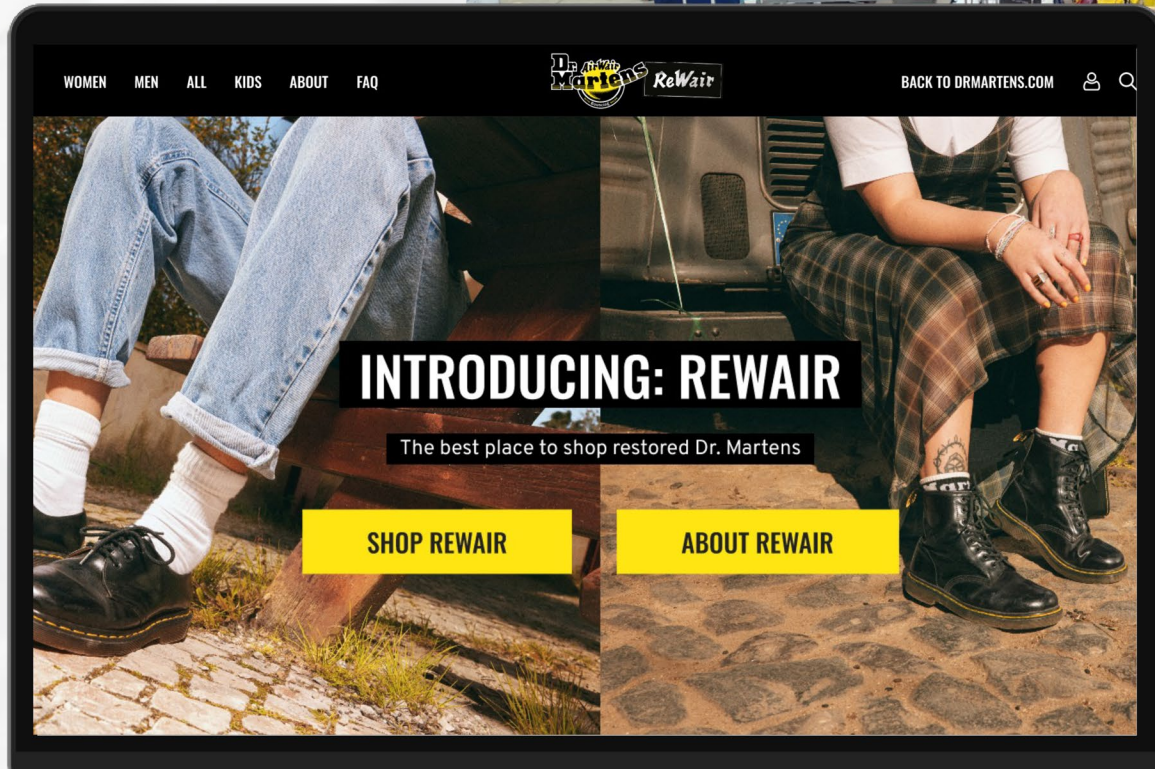 WOMEN MEN ALL KIDS ABOUT FAQ
Dr. Martens AirWair ReWair
BACK TO DRMARTENS.COM
INTRODUCING: REWAIR
The best place to shop restored Dr. Martens
SHOP REWAIR
ABOUT REWAIR